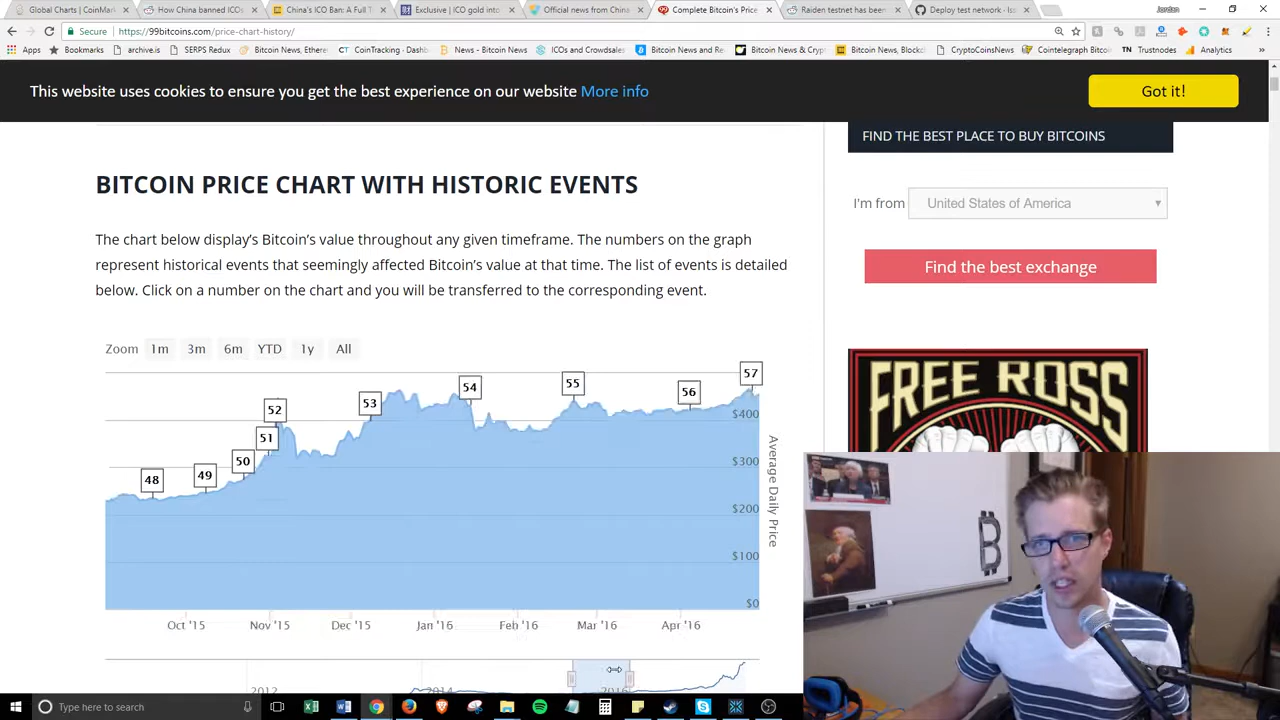 Global Charts | CoinMark
How China banned ICOs
China's ICO Ban: A Full T
Exclusive | ICO gold into
Official news from China
Complete Bitcoin's Price
Raiden testnet has been
Deploy test network · Iss
Jordan
Secure
https://99bitcoins.com/price-chart-history/
Apps
Bookmarks
archive.is
SERPS Redux
Bitcoin News, Ethere
CoinTracking - Dashb
News - Bitcoin News
ICOs and Crowdsales
Bitcoin News and Re
Bitcoin News & Cryp
Bitcoin News, Blockc
CryptoCoinsNews
Cointelegraph Bitcoi
TN Trustnodes
Analytics
This website uses cookies to ensure you get the best experience on our website More info
Got it!
FIND THE BEST PLACE TO BUY BITCOINS
I'm from
United States of America
Find the best exchange
FREE ROSS
BITCOIN PRICE CHART WITH HISTORIC EVENTS
The chart below display's Bitcoin's value throughout any given timeframe. The numbers on the graph
represent historical events that seemingly affected Bitcoin's value at that time. The list of events is detailed
below. Click on a number on the chart and you will be transferred to the corresponding event.
Zoom 1m 3m 6m YTD 1y All
48
49
50
51
52
53
54
55
56
57
$400
$300
$200
$100
$0
Average Daily Price
Oct '15
Nov '15
Dec '15
Jan '16
Feb '16
Mar '16
Apr '16
2012
2014
2016
Type here to search